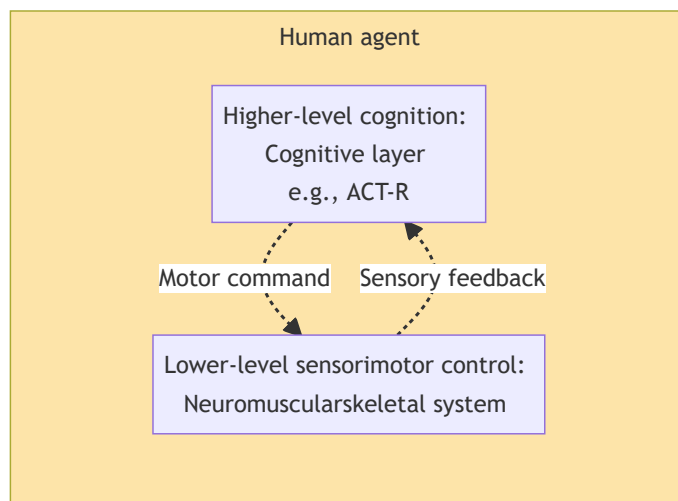 Human agent
Higher-level cognition:
Cognitive layer
e.g., ACT-R
Motor command
Sensory feedback
Lower-level sensorimotor control:
Neuromuscularskeletal system